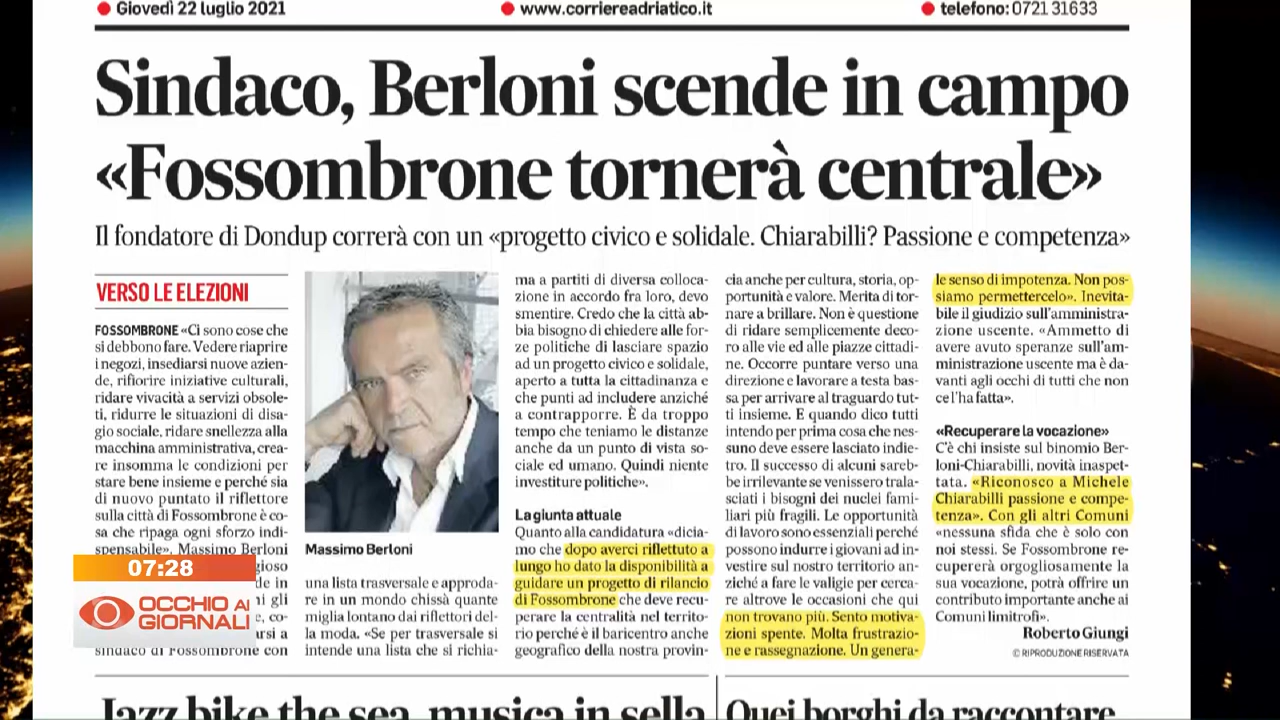 Giovedì 22 luglio 2021
www.corriereadriatico.it
telefono: 0721 31633
Sindaco, Berloni scende in campo
«Fossombrone tornerà centrale»
Il fondatore di Dondup correrà con un «progetto civico e solidale. Chiarabilli? Passione e competenza»
VERSO LE ELEZIONI
FOSSOMBRONE «Ci sono cose che
si debbono fare. Vedere riaprire
i negozi, insediarsi nuove azien-
de, rifiorire iniziative culturali,
ridare vivacità a servizi obsole-
ti, ridurre le situazioni di disa-
gio sociale, ridare snellezza alla
macchina amministrativa, crea-
re insomma le condizioni per
stare bene insieme e perché sia
di nuovo puntato il riflettore
sulla città di Fossombrone è co-
sa che ripaga ogni sforzo indi-
spensabile». Massimo Berloni
gioso
de in
ni gli
e, co-
arsi a
sindaco di Fossombrone con
Massimo Berloni
una lista trasversale e approda-
re in un mondo chissà quante
miglia lontano dai riflettori del-
la moda. «Se per trasversale si
intende una lista che si richia-
ma a partiti di diversa colloca-
zione in accordo fra loro, devo
smentire. Credo che la città ab-
bia bisogno di chiedere alle for-
ze politiche di lasciare spazio
ad un progetto civico e solidale,
aperto a tutta la cittadinanza e
che punti ad includere anziché
a contrapporre. È da troppo
tempo che teniamo le distanze
anche da un punto di vista so-
ciale ed umano. Quindi niente
investiture politiche».
La giunta attuale
Quanto alla candidatura «dicia-
mo che dopo averci riflettuto a
lungo ho dato la disponibilità a
guidare un progetto di rilancio
di Fossombrone che deve recu-
perare la centralità nel territo-
rio perché è il baricentro anche
geografico della nostra provin-
cia anche per cultura, storia, op-
portunità e valore. Merita di tor-
nare a brillare. Non è questione
di ridare semplicemente deco-
ro alle vie ed alle piazze cittadi-
ne. Occorre puntare verso una
direzione e lavorare a testa bas-
sa per arrivare al traguardo tut-
ti insieme. E quando dico tutti
intendo per prima cosa che nes-
suno deve essere lasciato indie-
tro. Il successo di alcuni sareb-
be irrilevante se venissero trala-
sciati i bisogni dei nuclei fami-
liari più fragili. Le opportunità
di lavoro sono essenziali perché
possono indurre i giovani ad in-
vestire sul nostro territorio an-
ziché a fare le valigie per cerca-
re altrove le occasioni che qui
non trovano più. Sento motiva-
zioni spente. Molta frustrazio-
ne e rassegnazione. Un genera-
le senso di impotenza. Non pos-
siamo permettercelo». Inevita-
bile il giudizio sull'amministra-
zione uscente. «Ammetto di
avere avuto speranze sull'am-
ministrazione uscente ma è da-
vanti agli occhi di tutti che non
ce l'ha fatta».
«Recuperare la vocazione»
C'è chi insiste sul binomio Ber-
loni-Chiarabilli, novità inaspet-
tata. «Riconosco a Michele
Chiarabilli passione e compe-
tenza». Con gli altri Comuni
«nessuna sfida che è solo con
noi stessi. Se Fossombrone re-
cupererà orgogliosamente la
sua vocazione, potrà offrire un
contributo importante anche ai
Comuni limitrofi».
Roberto Giungi
© RIPRODUZIONE RISERVATA
07:28
OCCHIO AI
GIORNALI
Jazz bike the sea, musica in sella
Quei borghi da raccontare